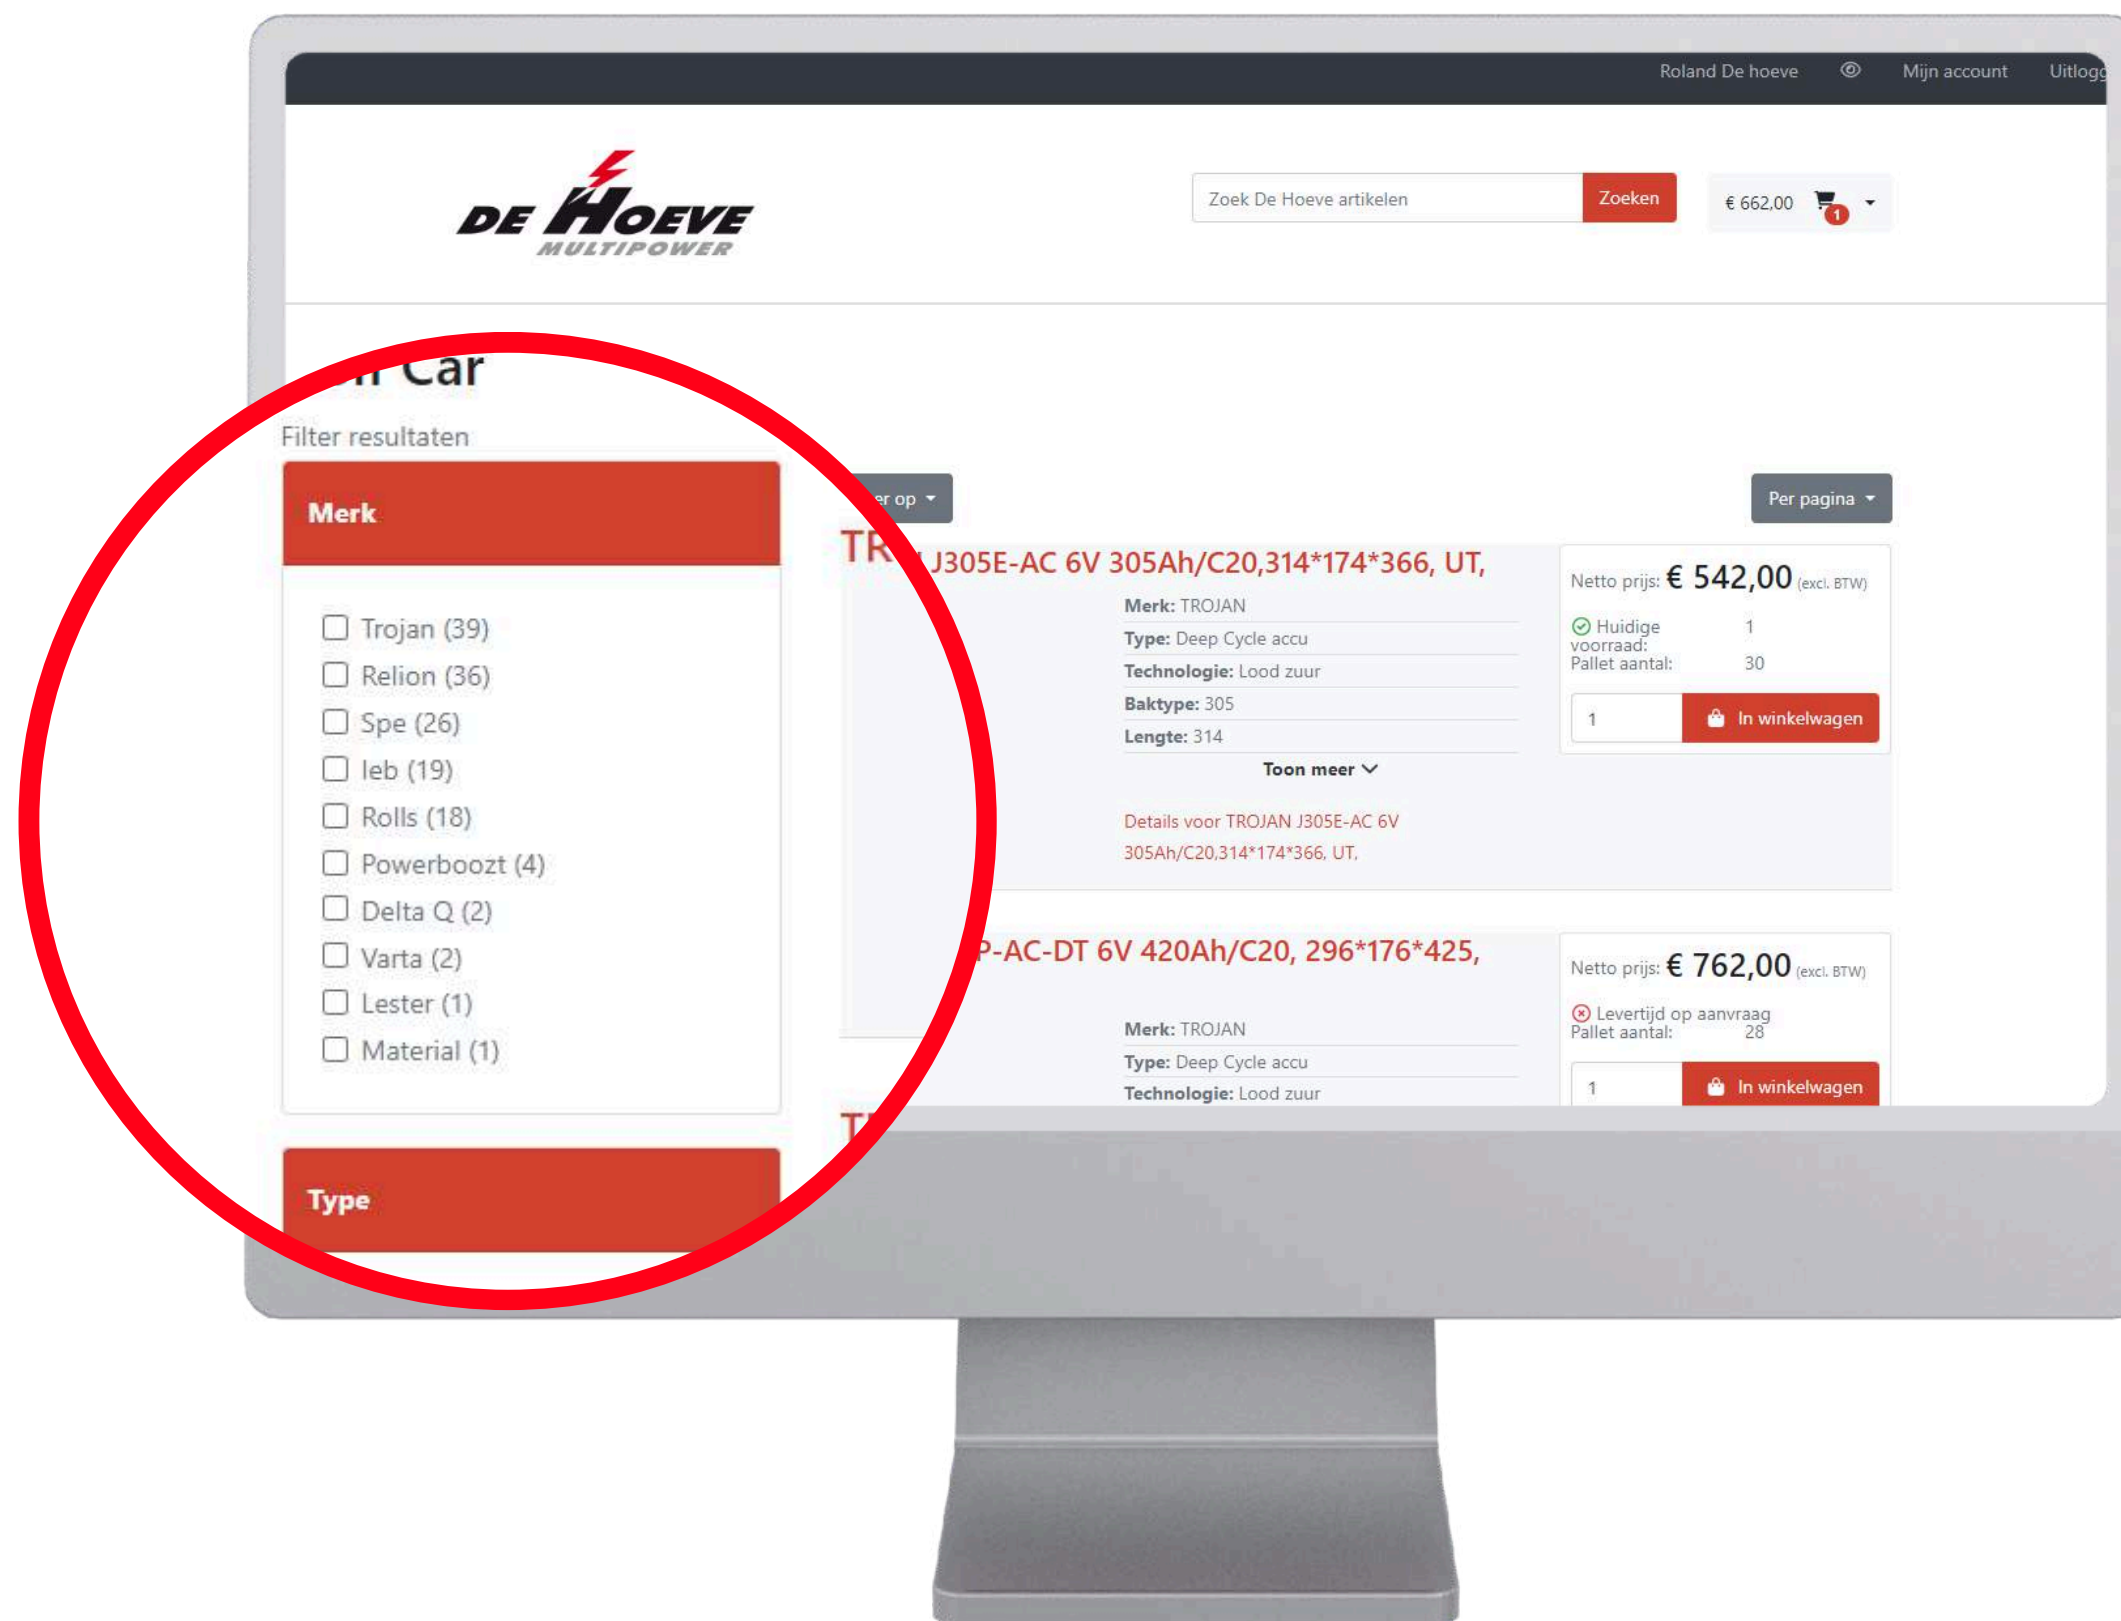 Roland De hoeve Mijn account
DE HOEVE
MULTIPOWER
Zoek De Hoeve artikelen Zoeken € 662,00 1
Car
Filter resultaten
Merk
Trojan (39)
Relion (36)
Spe (26)
Ieb (19)
Rolls (18)
Powerboozt (4)
Delta Q (2)
Varta (2)
Lester (1)
Material (1)
Type
op Per pagina
J305E-AC 6V 305Ah/C20,314*174*366, UT,
Merk: TROJAN
Type: Deep Cycle accu
Technologie: Lood zuur
Baktype: 305
Lengte: 314
Toon meer
Details voor TROJAN J305E-AC 6V
305Ah/C20,314*174*366, UT,
Netto prijs: € 542,00 (excl. BTW)
Huidige 1
voorraad:
Pallet aantal: 30
1 In winkelwagen
P-AC-DT 6V 420Ah/C20, 296*176*425,
Merk: TROJAN
Type: Deep Cycle accu
Technologie: Lood zuur
Netto prijs: € 762,00 (excl. BTW)
Levertijd op aanvraag
Pallet aantal: 28
1 In winkelwagen